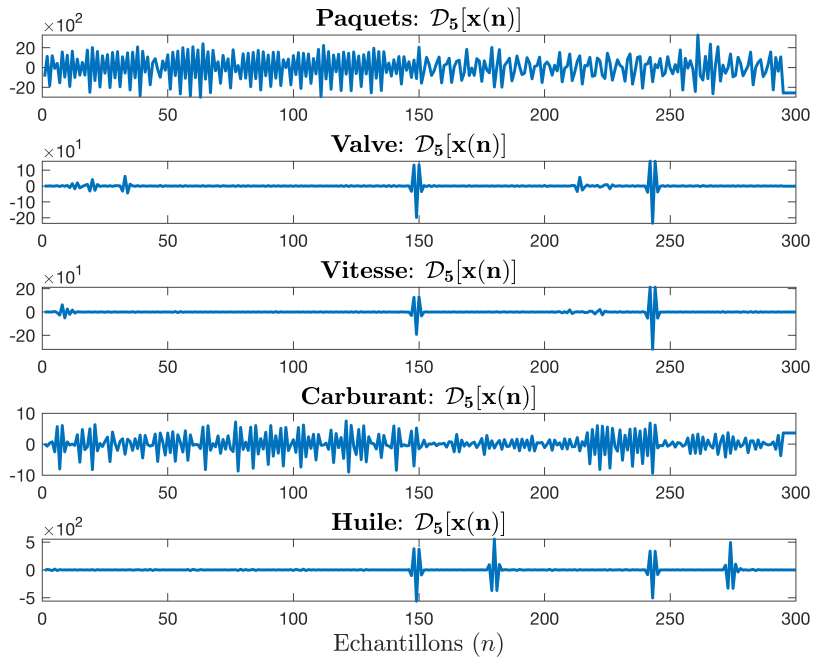 Paquets: 𝒟₅[x(n)]
×10²
20
0
-20
0 50 100 150 200 250 300
Valve: 𝒟₅[x(n)]
×10¹
10
0
-10
-20
0 50 100 150 200 250 300
Vitesse: 𝒟₅[x(n)]
×10¹
20
0
-20
0 50 100 150 200 250 300
Carburant: 𝒟₅[x(n)]
10
0
-10
0 50 100 150 200 250 300
Huile: 𝒟₅[x(n)]
×10²
5
0
-5
0 50 100 150 200 250 300
Echantillons (n)